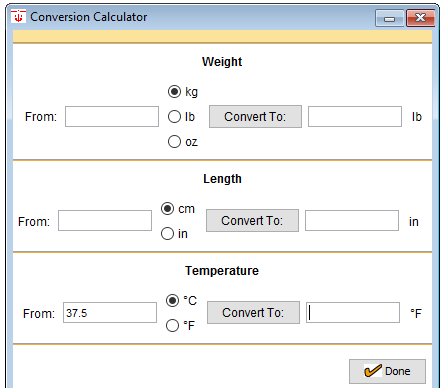 Conversion Calculator
Weight
kg
From: lb Convert To: lb
oz
Length
cm
From: Convert To: in
in
Temperature
°C
From: 37.5 Convert To: °F
°F
Done